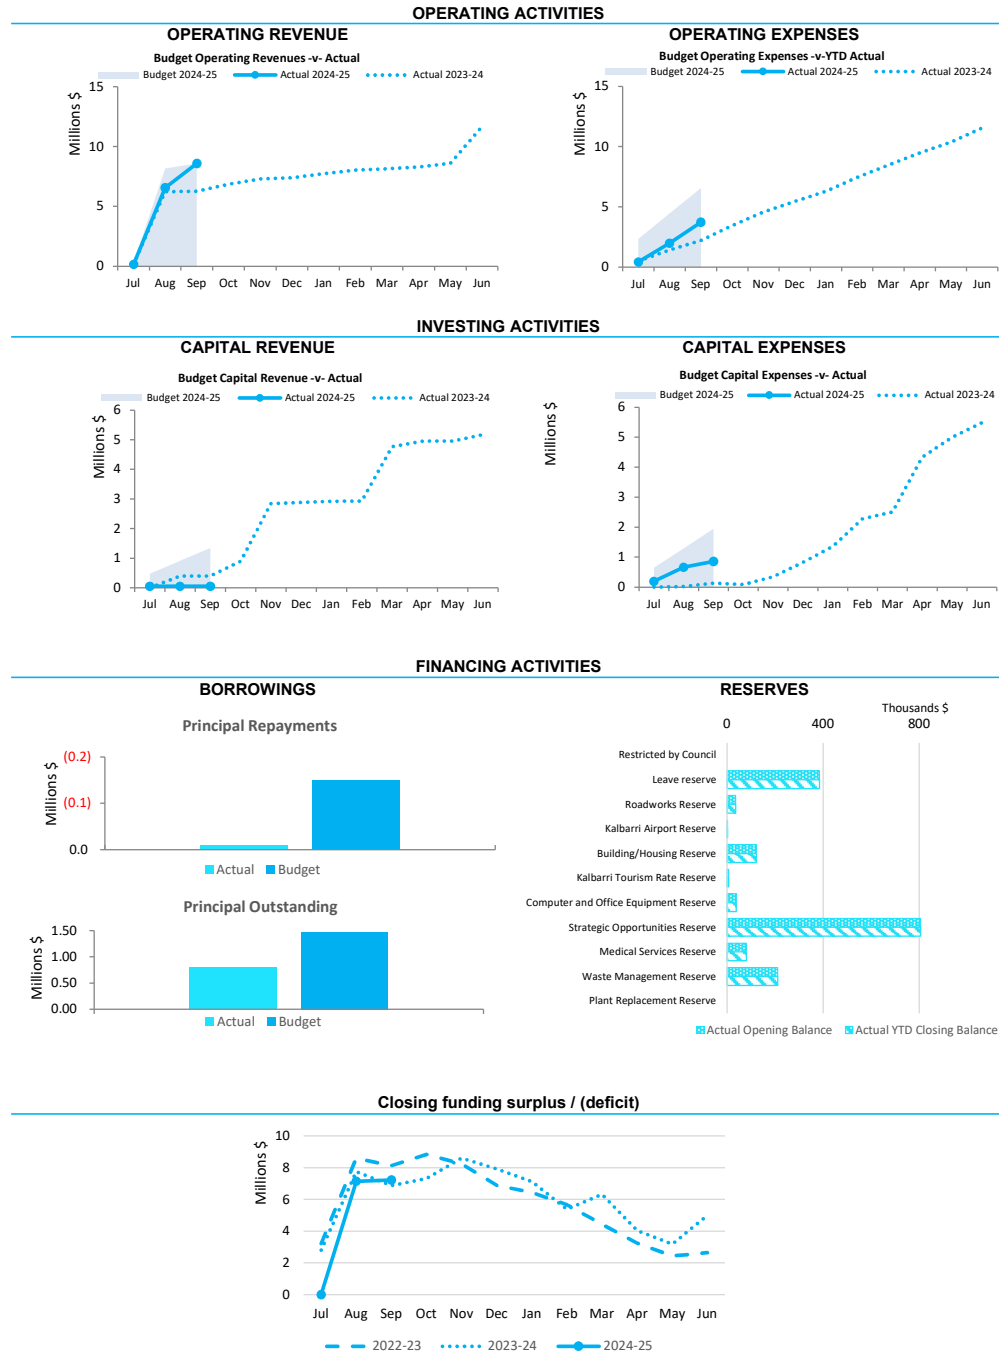 OPERATING ACTIVITIES
OPERATING REVENUE
Budget Operating Revenues -v- Actual
Budget 2024-25 Actual 2024-25 Actual 2023-24
Millions $
15
10
5
0
Jul Aug Sep Oct Nov Dec Jan Feb Mar Apr May Jun
OPERATING EXPENSES
Budget Operating Expenses -v-YTD Actual
Budget 2024-25 Actual 2024-25 Actual 2023-24
Millions $
15
10
5
0
Jul Aug Sep Oct Nov Dec Jan Feb Mar Apr May Jun
INVESTING ACTIVITIES
CAPITAL REVENUE
Budget Capital Revenue -v- Actual
Budget 2024-25 Actual 2024-25 Actual 2023-24
Millions $
6
5
4
3
2
1
0
Jul Aug Sep Oct Nov Dec Jan Feb Mar Apr May Jun
CAPITAL EXPENSES
Budget Capital Expenses -v- Actual
Budget 2024-25 Actual 2024-25 Actual 2023-24
Millions $
6
5
4
3
2
1
0
Jul Aug Sep Oct Nov Dec Jan Feb Mar Apr May Jun
FINANCING ACTIVITIES
BORROWINGS
Principal Repayments
Millions $
(0.2)
(0.1)
0.0
Actual Budget
Principal Outstanding
Millions $
1.50
1.00
0.50
0.00
Actual Budget
RESERVES
Thousands $
0 400 800
Restricted by Council
Leave reserve
Roadworks Reserve
Kalbarri Airport Reserve
Building/Housing Reserve
Kalbarri Tourism Rate Reserve
Computer and Office Equipment Reserve
Strategic Opportunities Reserve
Medical Services Reserve
Waste Management Reserve
Plant Replacement Reserve
Actual Opening Balance Actual YTD Closing Balance
Closing funding surplus / (deficit)
Millions $
10
8
6
4
2
0
Jul Aug Sep Oct Nov Dec Jan Feb Mar Apr May Jun
2022-23 2023-24 2024-25